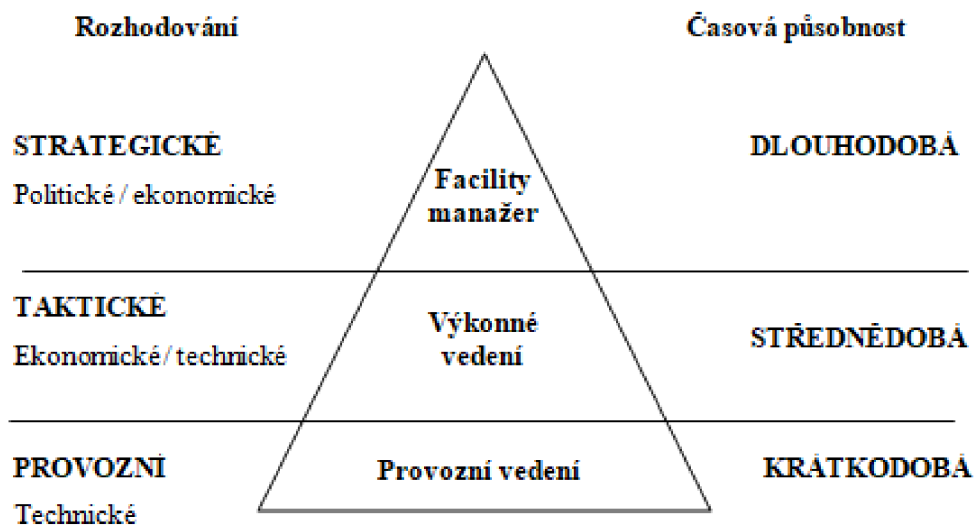 Rozhodování
Časová působnost
STRATEGICKÉ
Politické / ekonomické
Facility
manažer
DLOUHODOBÁ
TAKTICKÉ
Ekonomické / technické
Výkonné
vedení
STŘEDNĚDOBÁ
PROVOZNÍ
Technické
Provozní vedení
KRÁTKODOBÁ